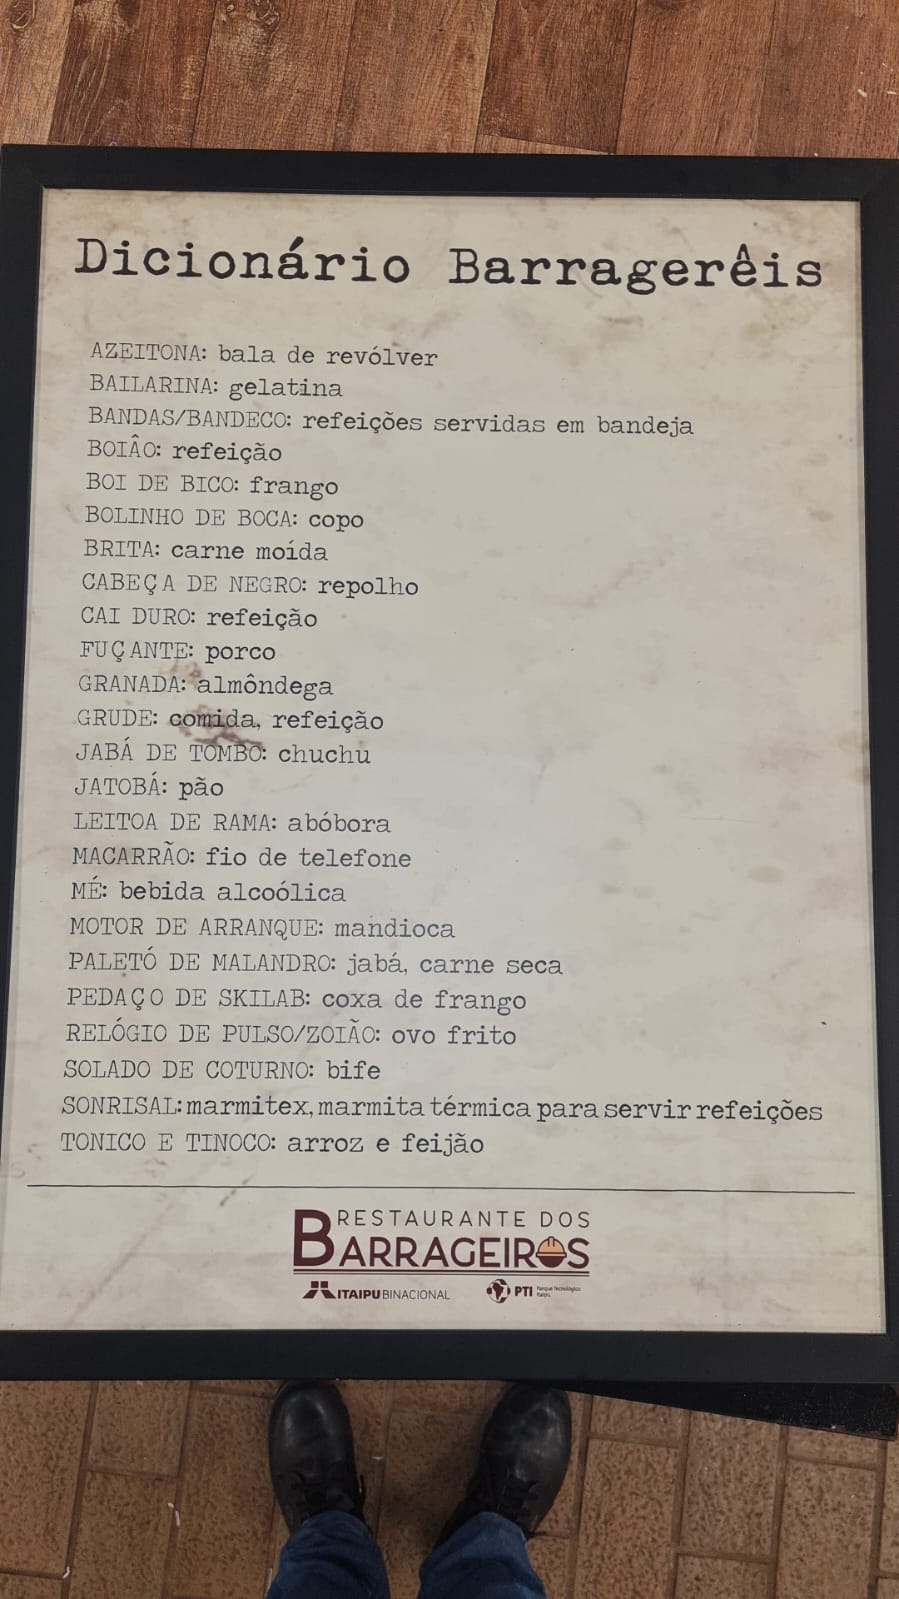 Dicionário Barragerêis
AZEITONA: bala de revólver
BAILARINA: gelatina
BANDAS/BANDECO: refeições servidas em bandeja
BOIÂO: refeição
BOI DE BICO: frango
BOLINHO DE BOCA: copo
BRITA: carne moída
CABEÇA DE NEGRO: repolho
CAI DURO: refeição
FUÇANTE: porco
GRANADA: almôndega
GRUDE: comida, refeição
JABÁ DE TOMBO: chuchu
JATOBÁ: pão
LEITOA DE RAMA: abóbora
MACARRÃO: fio de telefone
MÉ: bebida alcoólica
MOTOR DE ARRANQUE: mandioca
PALETÓ DE MALANDRO: jabá, carne seca
PEDAÇO DE SKILAB: coxa de frango
RELÓGIO DE PULSO/ZOIÃO: ovo frito
SOLADO DE COTURNO: bife
SONRISAL: marmitex, marmita térmica para servir refeições
TONICO E TINOCO: arroz e feijão
RESTAURANTE DOS
BARRAGEIROS
ITAIPU BINACIONAL
PTI Parque Tecnológico
Itaipu